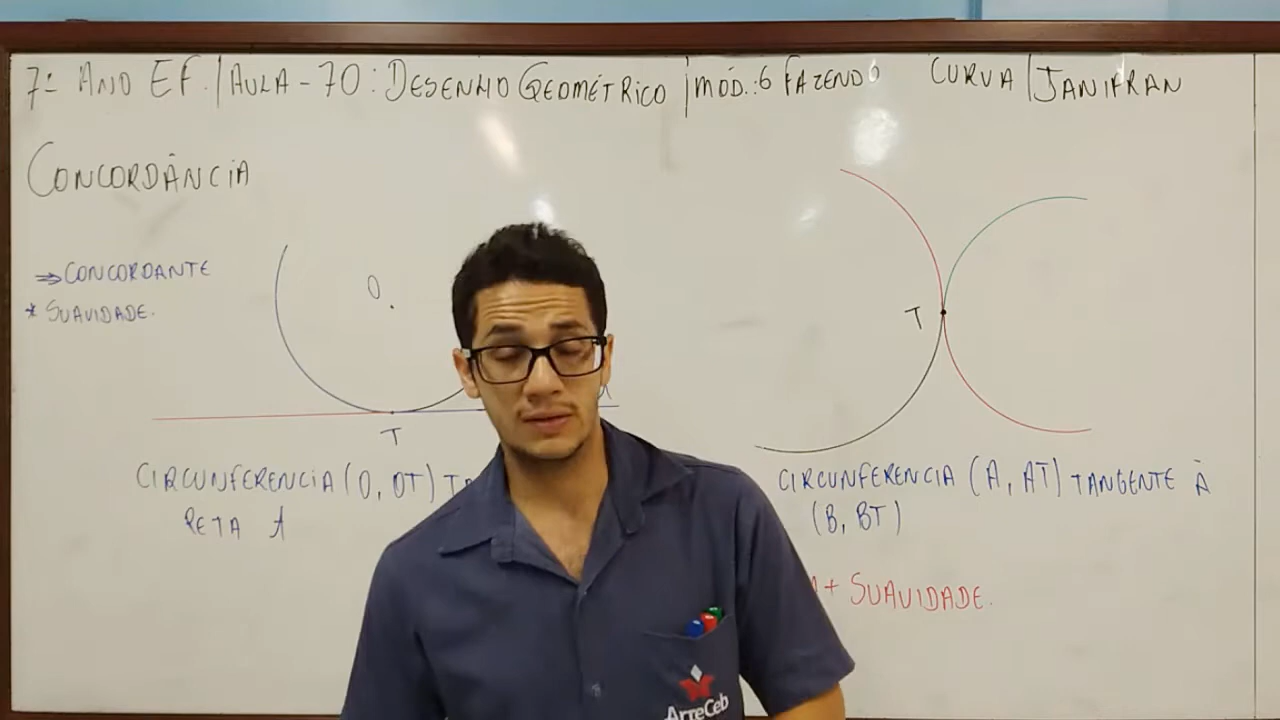 7º ANO EF. | AULA - 70 : DESENHO GEOMÉTRICO | MÓD.: 6 FAZENDO CURVA | JANIFRAN
CONCORDÂNCIA
⇒ CONCORDANTE
* SUAVIDADE.
O
T
CIRCUNFERENCIA (O, OT)
RETA
T
CIRCUNFERENCIA (A, AT) TANGENTE À
(B, BT)
+ SUAVIDADE.
ArteCeb